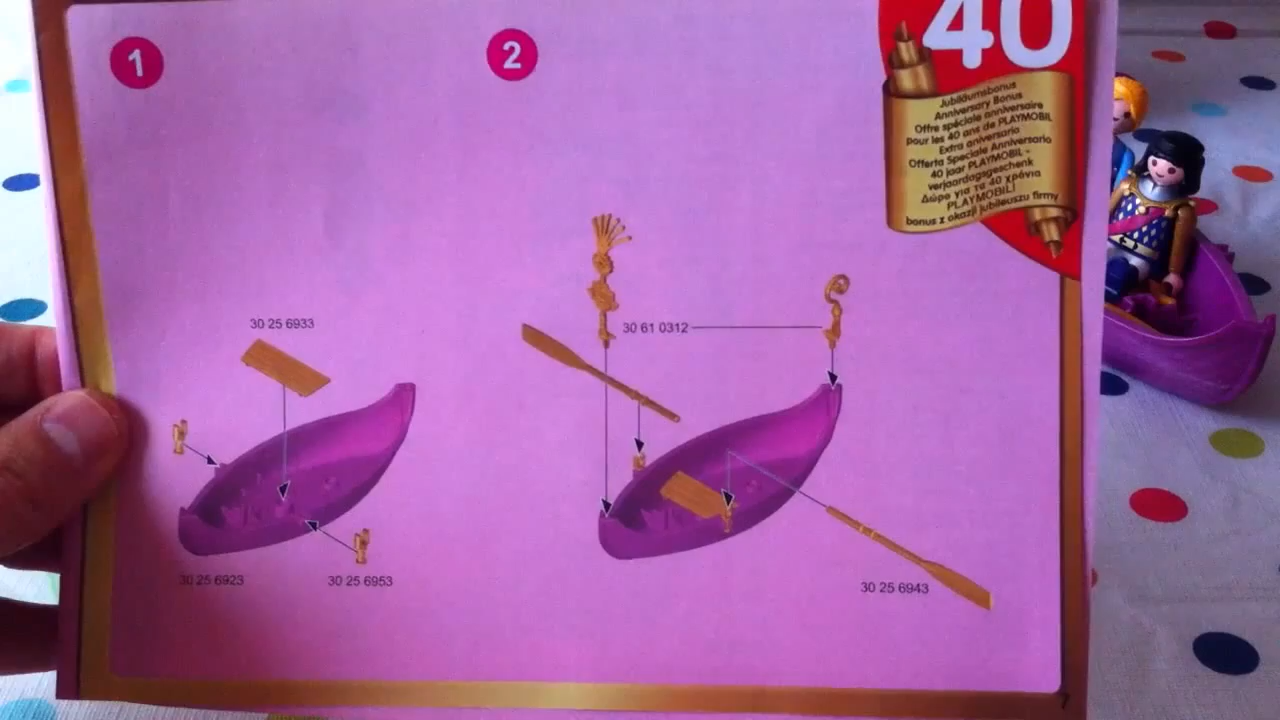 1
2
40
Jubiläumsbonus
Anniversary Bonus
Offre spéciale anniversaire
pour les 40 ans de PLAYMOBIL
Extra aniversario
Offerta Speciale Anniversario
40 jaar PLAYMOBIL -
verjaardagsgeschenk
Δώρο για τα 40 χρόνια
PLAYMOBIL!
bonus z okazji jubileuszu firmy
30 25 6933
30 61 0312
30 25 6923
30 25 6953
30 25 6943
7